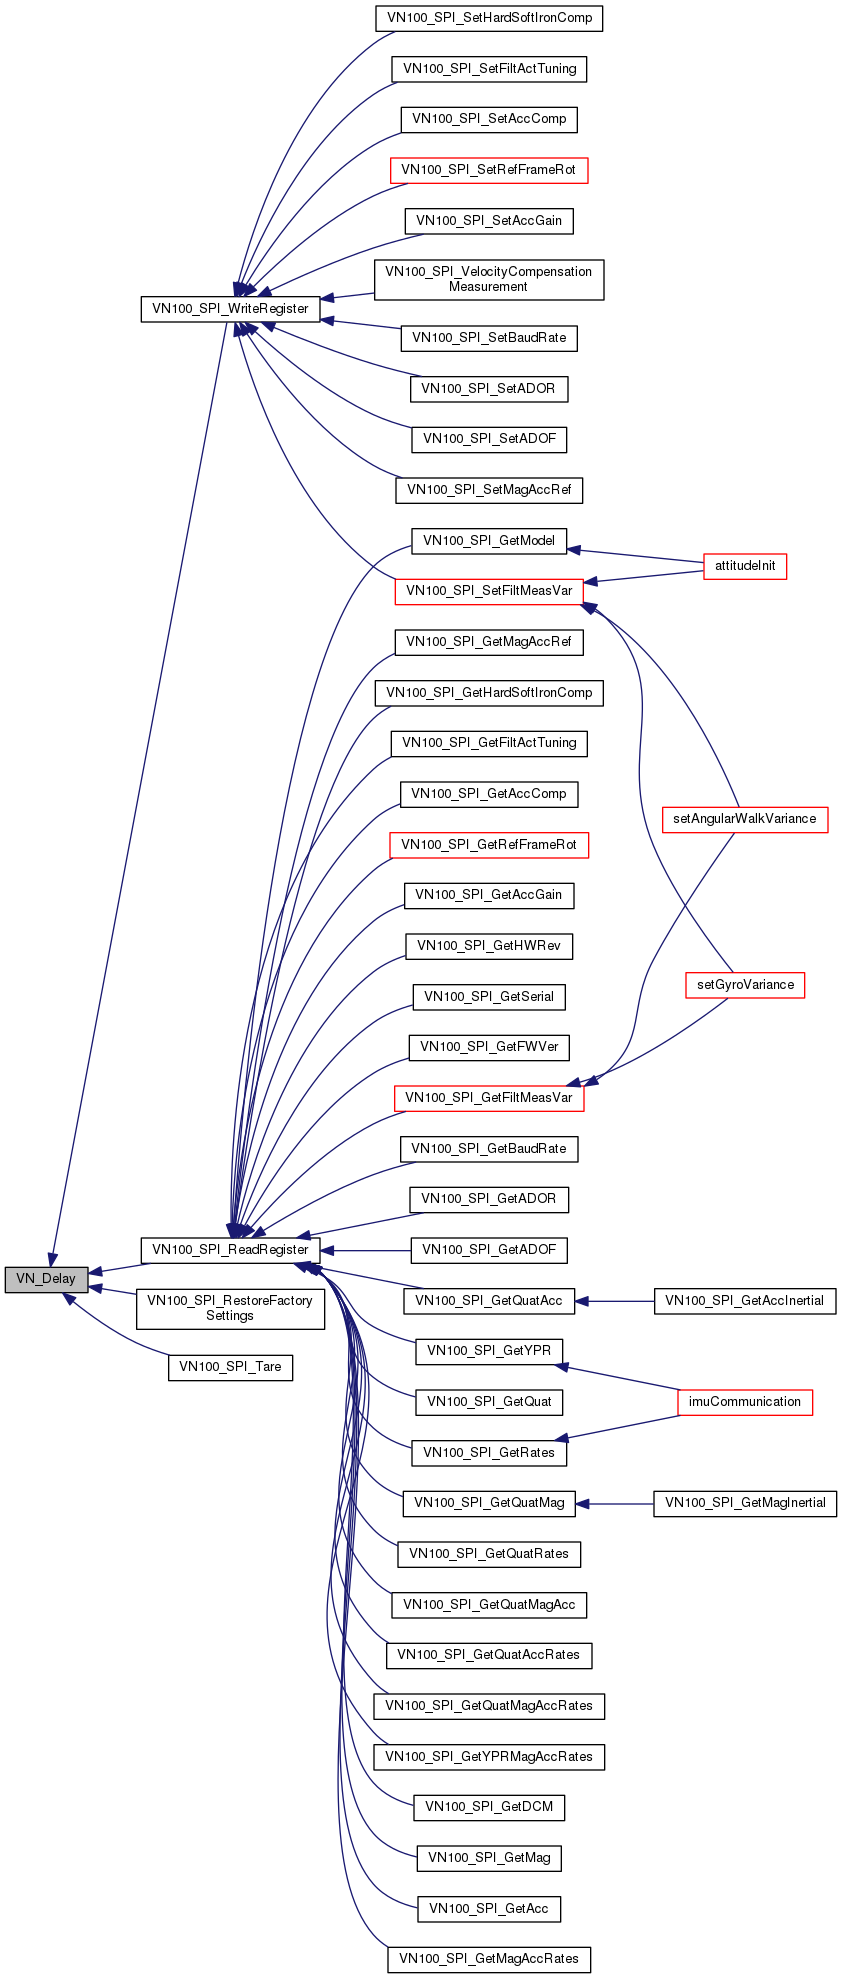 VN100_SPI_SetHardSoftIronComp
VN100_SPI_SetFiltActTuning
VN100_SPI_SetAccComp
VN100_SPI_SetRefFrameRot
VN100_SPI_SetAccGain
VN100_SPI_VelocityCompensation
Measurement
VN100_SPI_WriteRegister
VN100_SPI_SetBaudRate
VN100_SPI_SetADOR
VN100_SPI_SetADOF
VN100_SPI_SetMagAccRef
VN100_SPI_GetModel
attitudeInit
VN100_SPI_SetFiltMeasVar
VN100_SPI_GetMagAccRef
VN100_SPI_GetHardSoftIronComp
VN100_SPI_GetFiltActTuning
VN100_SPI_GetAccComp
setAngularWalkVariance
VN100_SPI_GetRefFrameRot
VN100_SPI_GetAccGain
VN100_SPI_GetHWRev
setGyroVariance
VN100_SPI_GetSerial
VN100_SPI_GetFWVer
VN100_SPI_GetFiltMeasVar
VN100_SPI_GetBaudRate
VN100_SPI_GetADOR
VN100_SPI_ReadRegister
VN100_SPI_GetADOF
VN_Delay
VN100_SPI_RestoreFactory
Settings
VN100_SPI_GetQuatAcc
VN100_SPI_GetAccInertial
VN100_SPI_GetYPR
VN100_SPI_Tare
VN100_SPI_GetQuat
imuCommunication
VN100_SPI_GetRates
VN100_SPI_GetQuatMag
VN100_SPI_GetMagInertial
VN100_SPI_GetQuatRates
VN100_SPI_GetQuatMagAcc
VN100_SPI_GetQuatAccRates
VN100_SPI_GetQuatMagAccRates
VN100_SPI_GetYPRMagAccRates
VN100_SPI_GetDCM
VN100_SPI_GetMag
VN100_SPI_GetAcc
VN100_SPI_GetMagAccRates